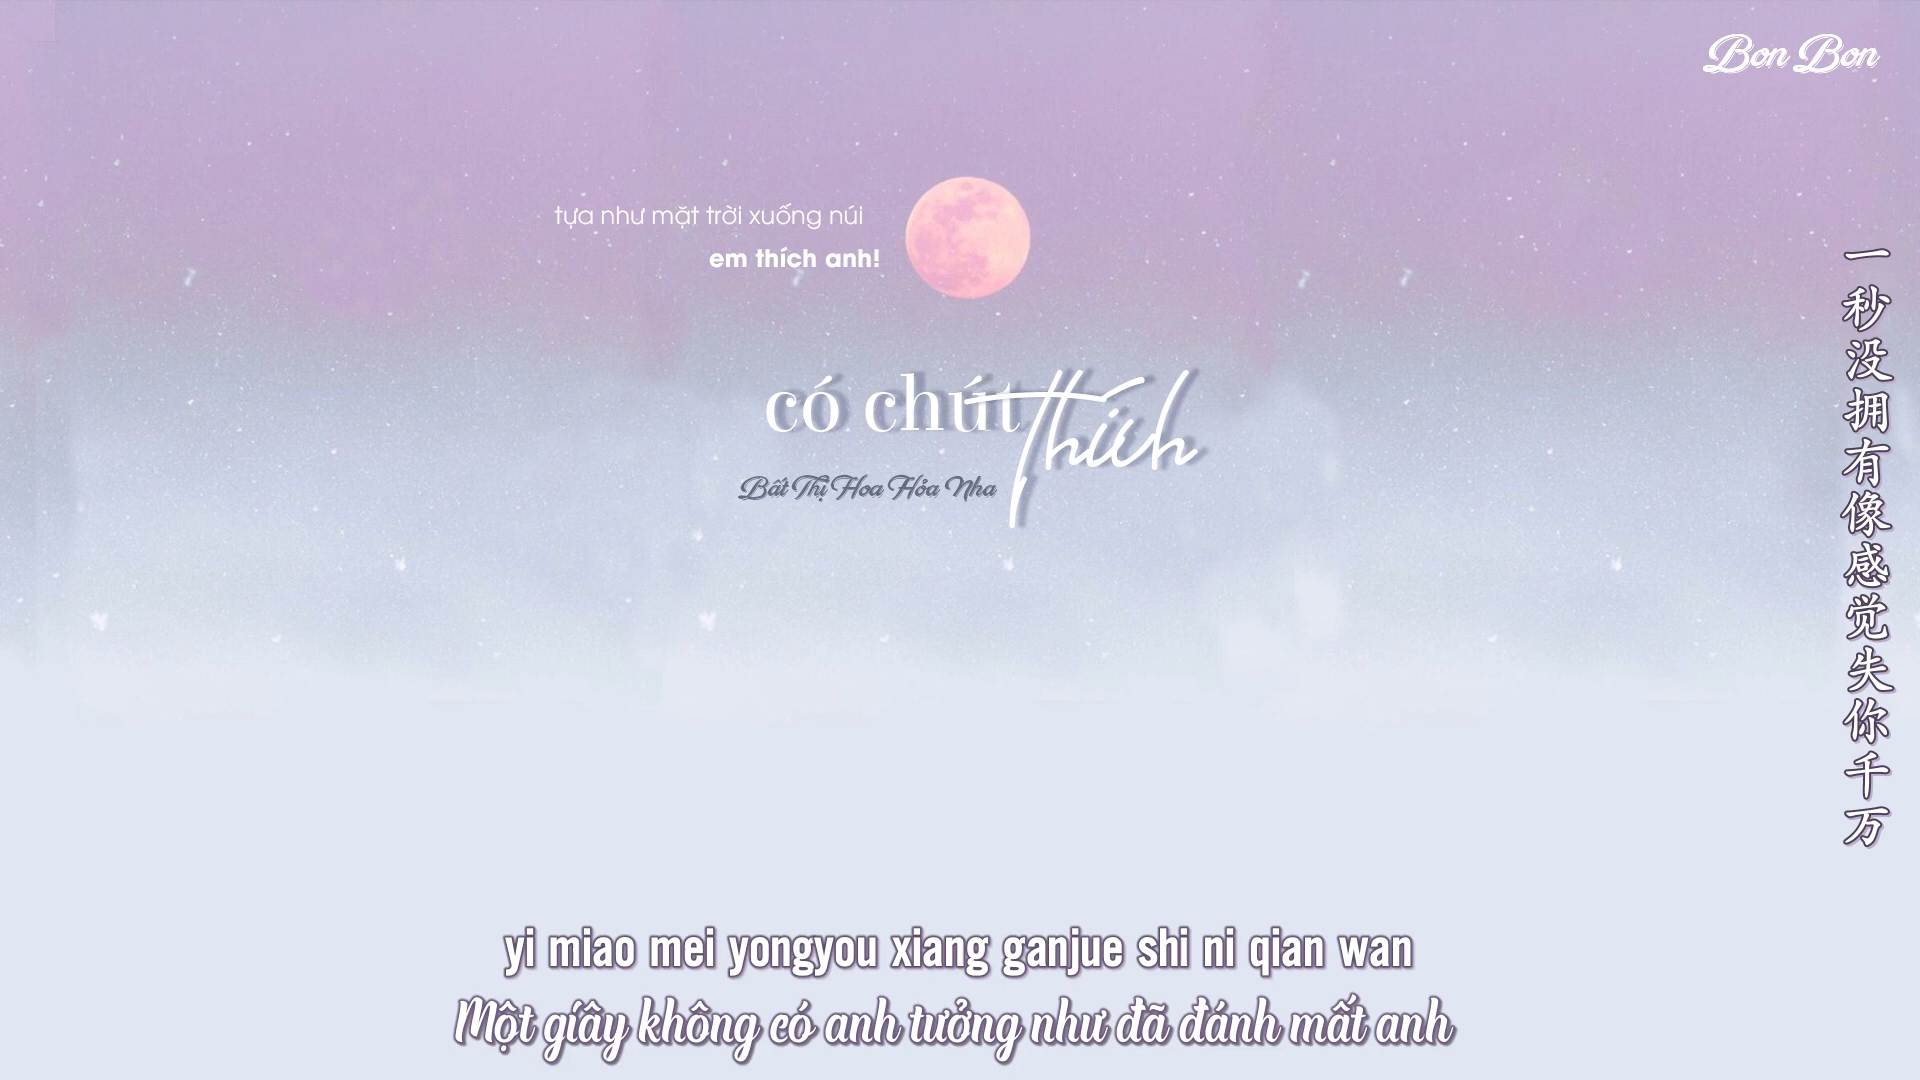 Bon Bon
tựa như mặt trời xuống núi
em thích anh!
có chút thích
Bất Thị Hoa Hỏa Nha
一秒没拥有像感觉失你千万
yi miao mei yongyou xiang ganjue shi ni qian wan
Một giây không có anh tưởng như đã đánh mất anh